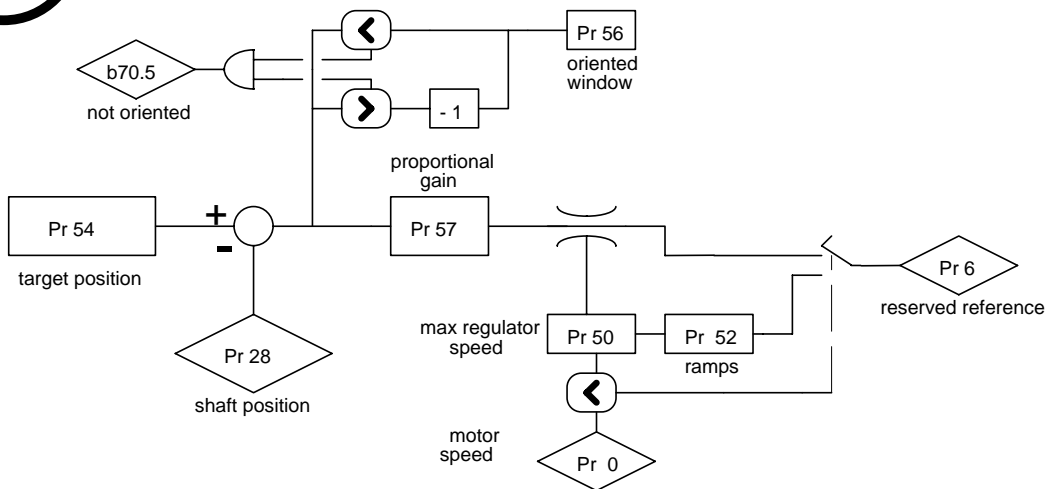 Pr 56
oriented
window
b70.5
not oriented
- 1
proportional
gain
+
-
Pr 54
target position
Pr 57
Pr 28
shaft position
max regulator
speed
Pr 50
Pr 52
ramps
Pr 6
reserved reference
motor
speed
Pr 0